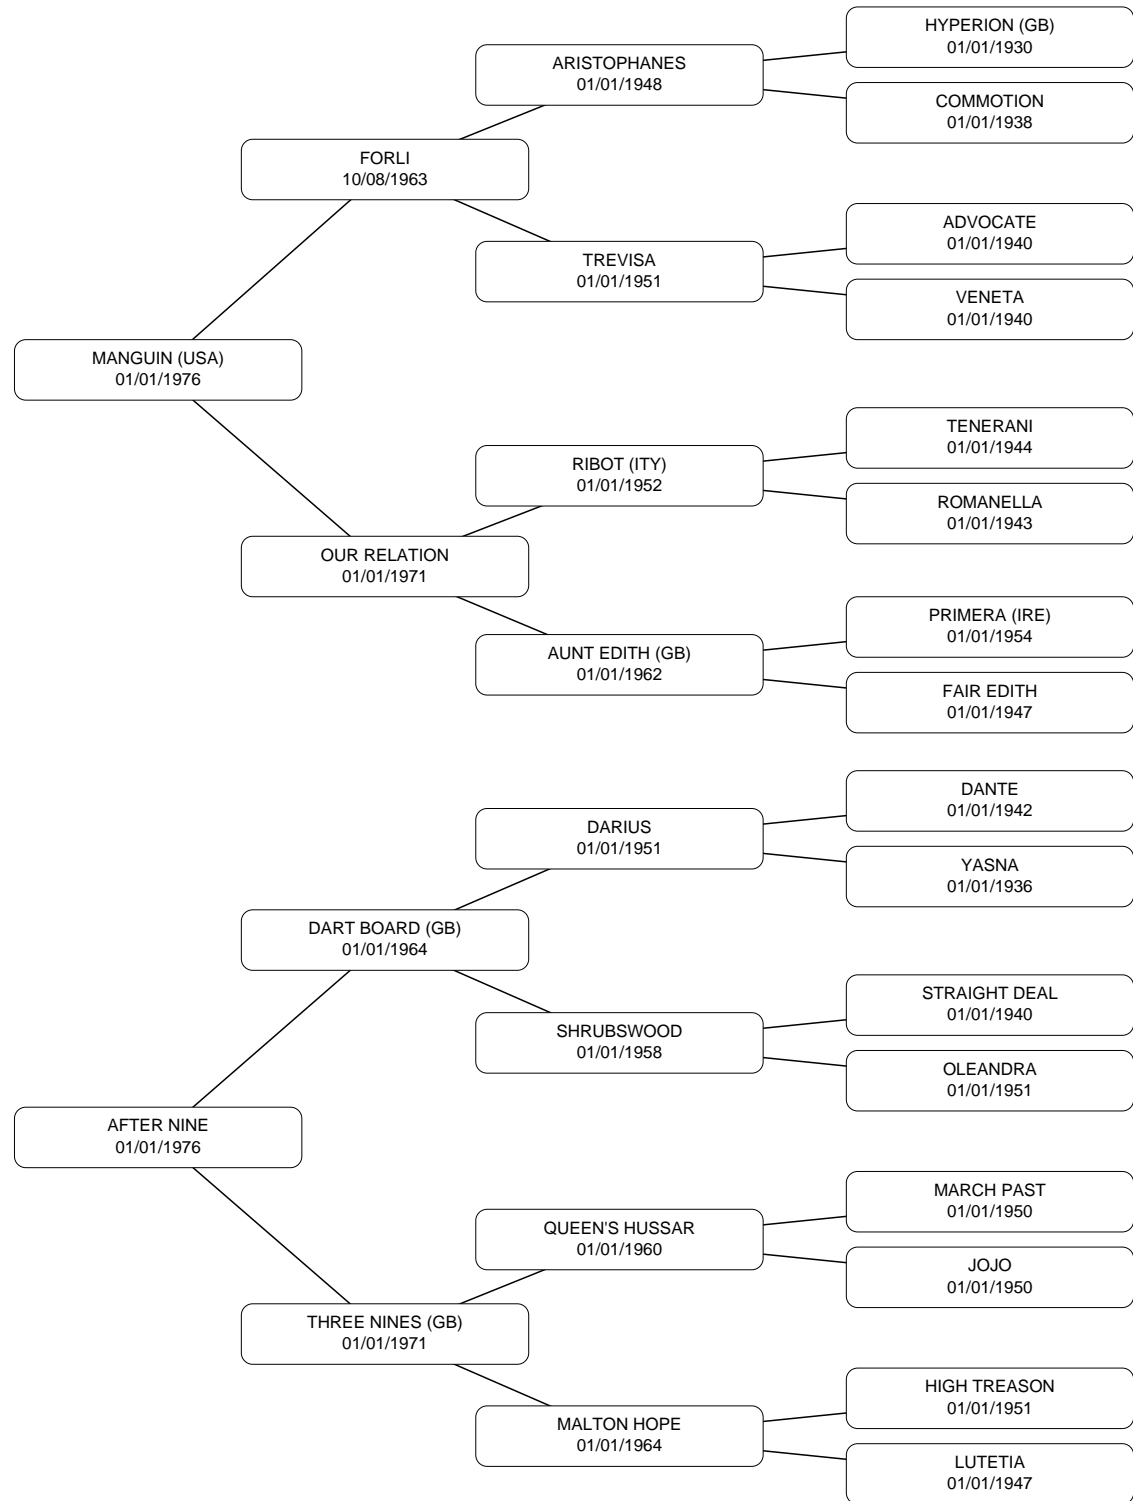 HYPERION (GB)
01/01/1930
ARISTOPHANES
01/01/1948
COMMOTION
01/01/1938
FORLI
10/08/1963
ADVOCATE
01/01/1940
TREVISA
01/01/1951
VENETA
01/01/1940
MANGUIN (USA)
01/01/1976
TENERANI
01/01/1944
RIBOT (ITY)
01/01/1952
ROMANELLA
01/01/1943
OUR RELATION
01/01/1971
PRIMERA (IRE)
01/01/1954
AUNT EDITH (GB)
01/01/1962
FAIR EDITH
01/01/1947
DANTE
01/01/1942
DARIUS
01/01/1951
YASNA
01/01/1936
DART BOARD (GB)
01/01/1964
STRAIGHT DEAL
01/01/1940
SHRUBSWOOD
01/01/1958
OLEANDRA
01/01/1951
AFTER NINE
01/01/1976
MARCH PAST
01/01/1950
QUEEN'S HUSSAR
01/01/1960
JOJO
01/01/1950
THREE NINES (GB)
01/01/1971
HIGH TREASON
01/01/1951
MALTON HOPE
01/01/1964
LUTETIA
01/01/1947